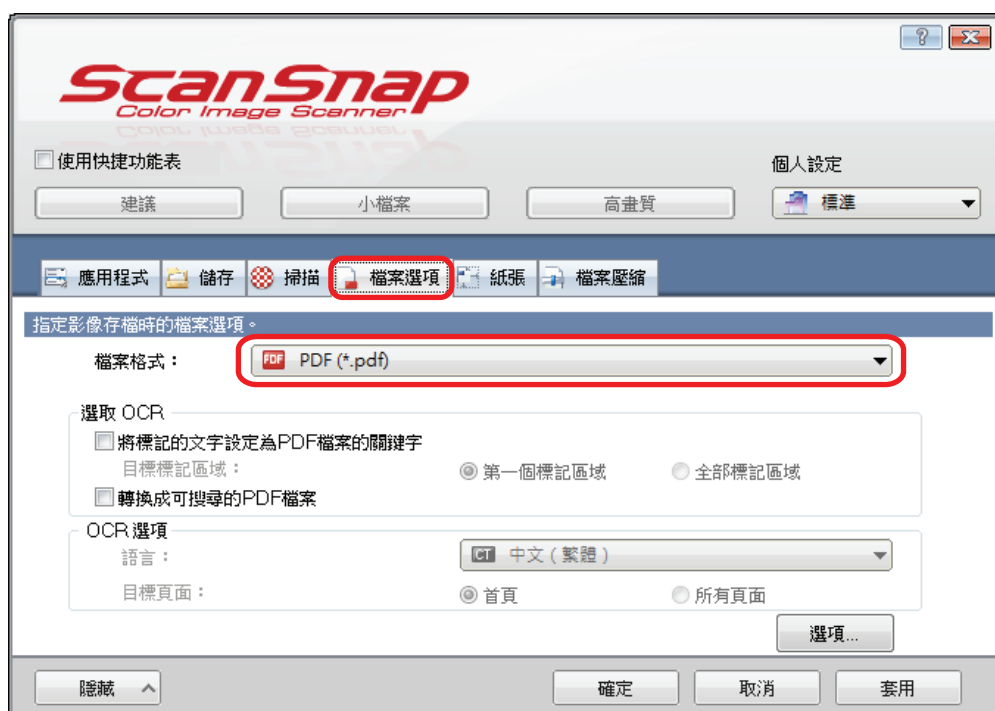 ScanSnap
Color Image Scanner
使用快捷功能表
個人設定
建議 小檔案 高畫質 標準
應用程式 儲存 掃描 檔案選項 紙張 檔案壓縮
指定影像存檔時的檔案選項。
檔案格式： PDF PDF (*.pdf)
選取 OCR
將標記的文字設定為PDF檔案的關鍵字
目標標記區域： 第一個標記區域 全部標記區域
轉換成可搜尋的PDF檔案
OCR 選項
語言： CT 中文 ( 繁體 )
目標頁面： 首頁 所有頁面
選項...
隱藏 確定 取消 套用